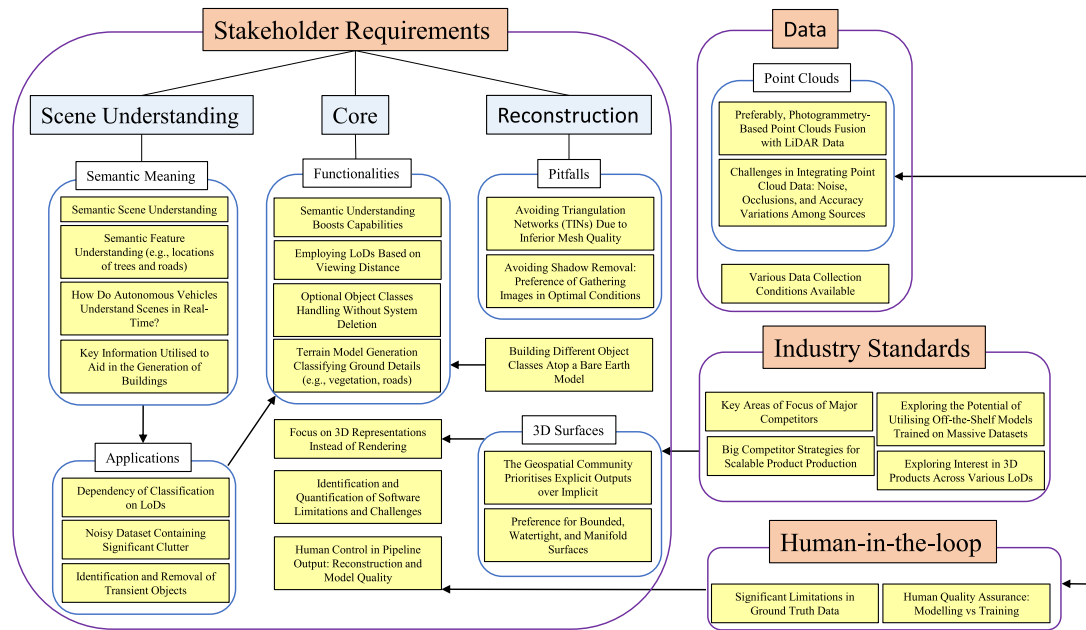 Stakeholder Requirements
Scene Understanding
Semantic Meaning
Semantic Scene Understanding
Semantic Feature
Understanding (e.g., locations
of trees and roads)
How Do Autonomous Vehicles
Understand Scenes in Real-
Time?
Key Information Utilised to
Aid in the Generation of
Buildings
Applications
Dependency of Classification
on LoDs
Noisy Dataset Containing
Significant Clutter
Identification and Removal of
Transient Objects
Core
Functionalities
Semantic Understanding
Boosts Capabilities
Employing LoDs Based on
Viewing Distance
Optional Object Classes
Handling Without System
Deletion
Terrain Model Generation
Classifying Ground Details
(e.g., vegetation, roads)
Focus on 3D Representations
Instead of Rendering
Identification and
Quantification of Software
Limitations and Challenges
Human Control in Pipeline
Output: Reconstruction and
Model Quality
Reconstruction
Pitfalls
Avoiding Triangulation
Networks (TINs) Due to
Inferior Mesh Quality
Avoiding Shadow Removal:
Preference of Gathering
Images in Optimal Conditions
Building Different Object
Classes Atop a Bare Earth
Model
3D Surfaces
The Geospatial Community
Prioritises Explicit Outputs
over Implicit
Preference for Bounded,
Watertight, and Manifold
Surfaces
Data
Point Clouds
Preferably, Photogrammetry-
Based Point Clouds Fusion
with LiDAR Data
Challenges in Integrating Point
Cloud Data: Noise,
Occlusions, and Accuracy
Variations Among Sources
Various Data Collection
Conditions Available
Industry Standards
Key Areas of Focus of Major
Competitors
Big Competitor Strategies for
Scalable Product Production
Exploring the Potential of
Utilising Off-the-Shelf Models
Trained on Massive Datasets
Exploring Interest in 3D
Products Across Various LoDs
Human-in-the-loop
Significant Limitations in
Ground Truth Data
Human Quality Assurance:
Modelling vs Training